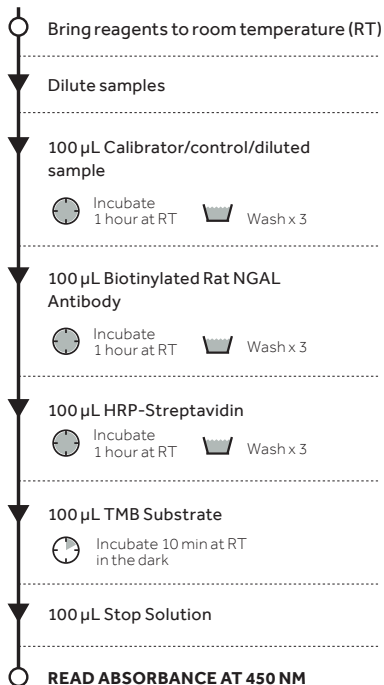 Bring reagents to room temperature (RT)
Dilute samples
100 µL Calibrator/control/diluted
sample
Incubate
1 hour at RT
Wash x 3
100 µL Biotinylated Rat NGAL
Antibody
Incubate
1 hour at RT
Wash x 3
100 µL HRP-Streptavidin
Incubate
1 hour at RT
Wash x 3
100 µL TMB Substrate
Incubate 10 min at RT
in the dark
100 µL Stop Solution
READ ABSORBANCE AT 450 NM